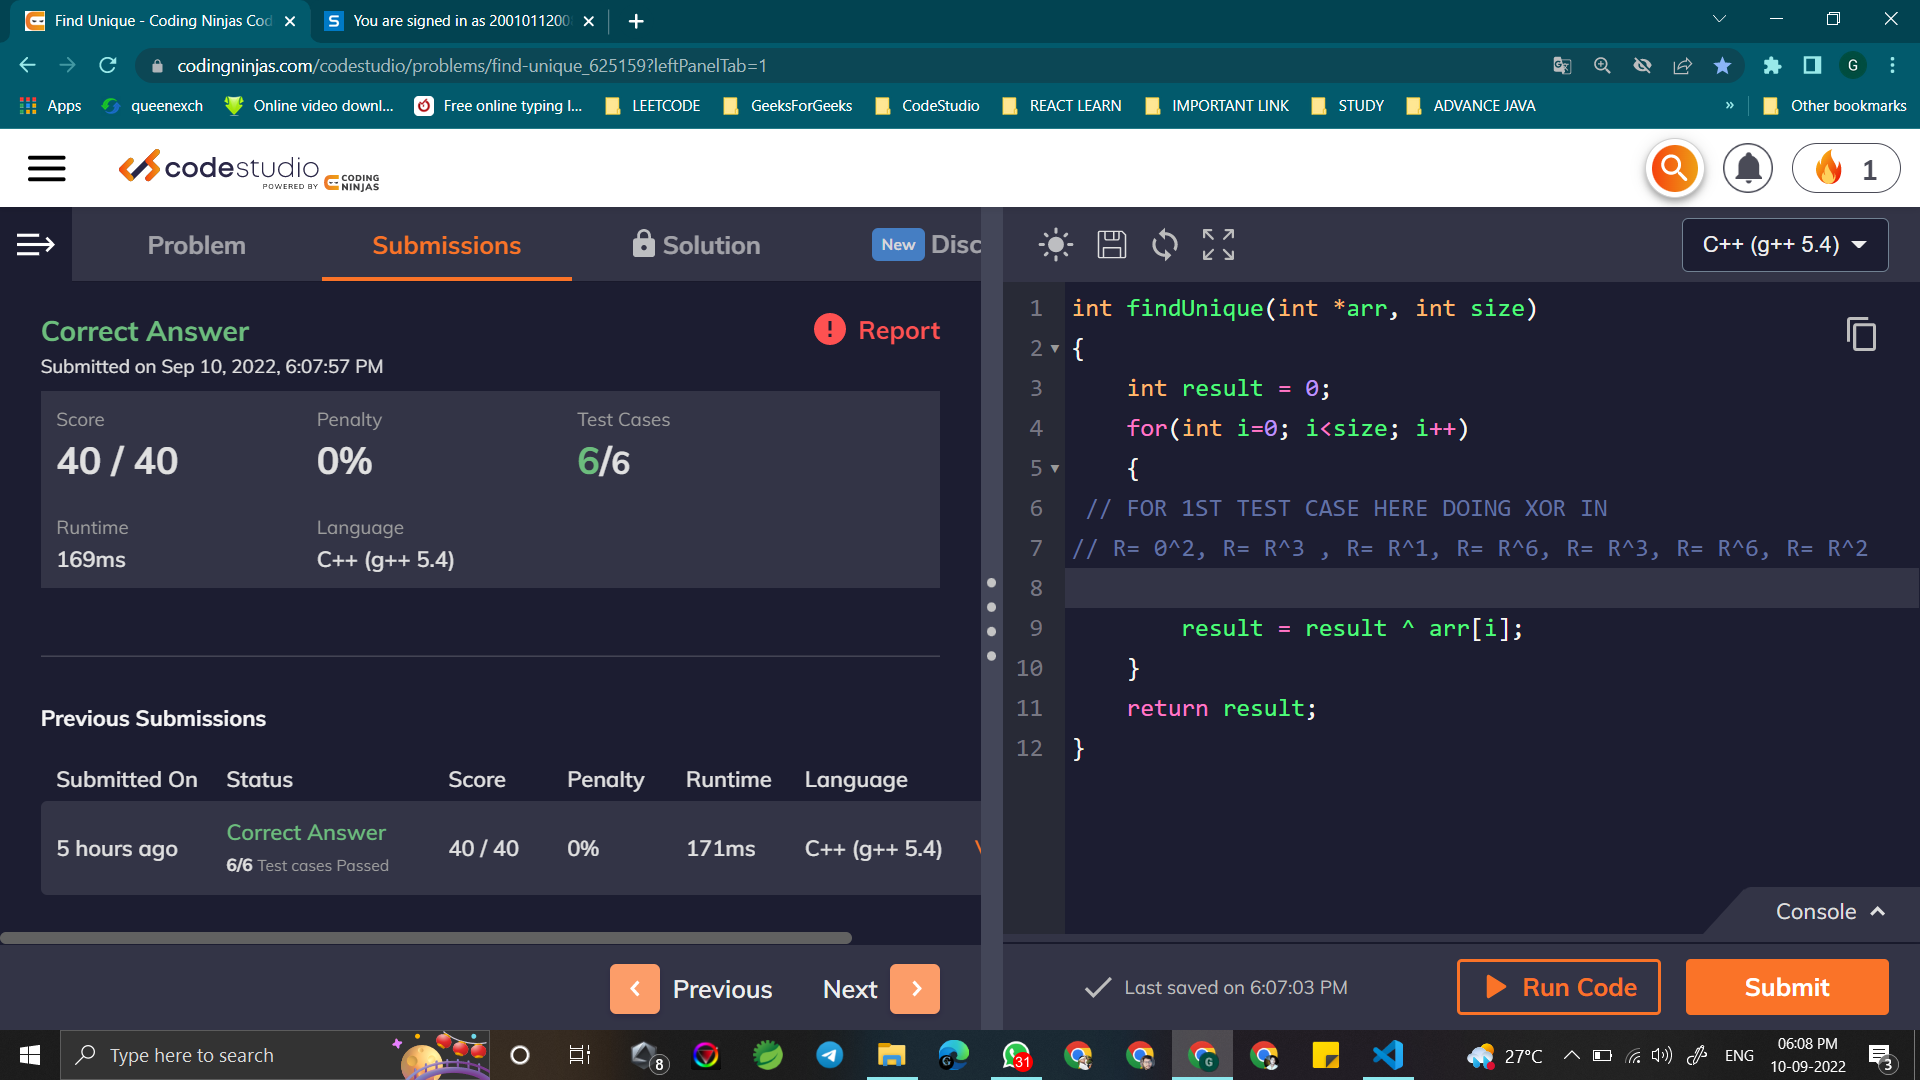 Find Unique - Coding Ninjas Cod
You are signed in as 2001011200
codingninjas.com/codestudio/problems/find-unique_625159?leftPanelTab=1
G
Apps
queenexch
Online video downl...
Free online typing I...
LEETCODE
GeeksForGeeks
CodeStudio
REACT LEARN
IMPORTANT LINK
STUDY
ADVANCE JAVA
»
Other bookmarks
codestudio
POWERED BY CODING NINJAS
1
Problem
Submissions
Solution
New Disc
C++ (g++ 5.4)
Correct Answer
Report
Submitted on Sep 10, 2022, 6:07:57 PM
Score
Penalty
Test Cases
40 / 40
0%
6/6
Runtime
Language
169ms
C++ (g++ 5.4)
Previous Submissions
Submitted On Status Score Penalty Runtime Language
5 hours ago
Correct Answer
6/6 Test cases Passed
40 / 40
0%
171ms
C++ (g++ 5.4)
Previous
Next
1 int findUnique(int *arr, int size)
2 {
3 int result = 0;
4 for(int i=0; i<size; i++)
5 {
6 // FOR 1ST TEST CASE HERE DOING XOR IN
7 // R= 0^2, R= R^3 , R= R^1, R= R^6, R= R^3, R= R^6, R= R^2
8
9 result = result ^ arr[i];
10 }
11 return result;
12 }
Console
Last saved on 6:07:03 PM
Run Code
Submit
Type here to search
8
31
G
27°C
ENG
06:08 PM
10-09-2022
3